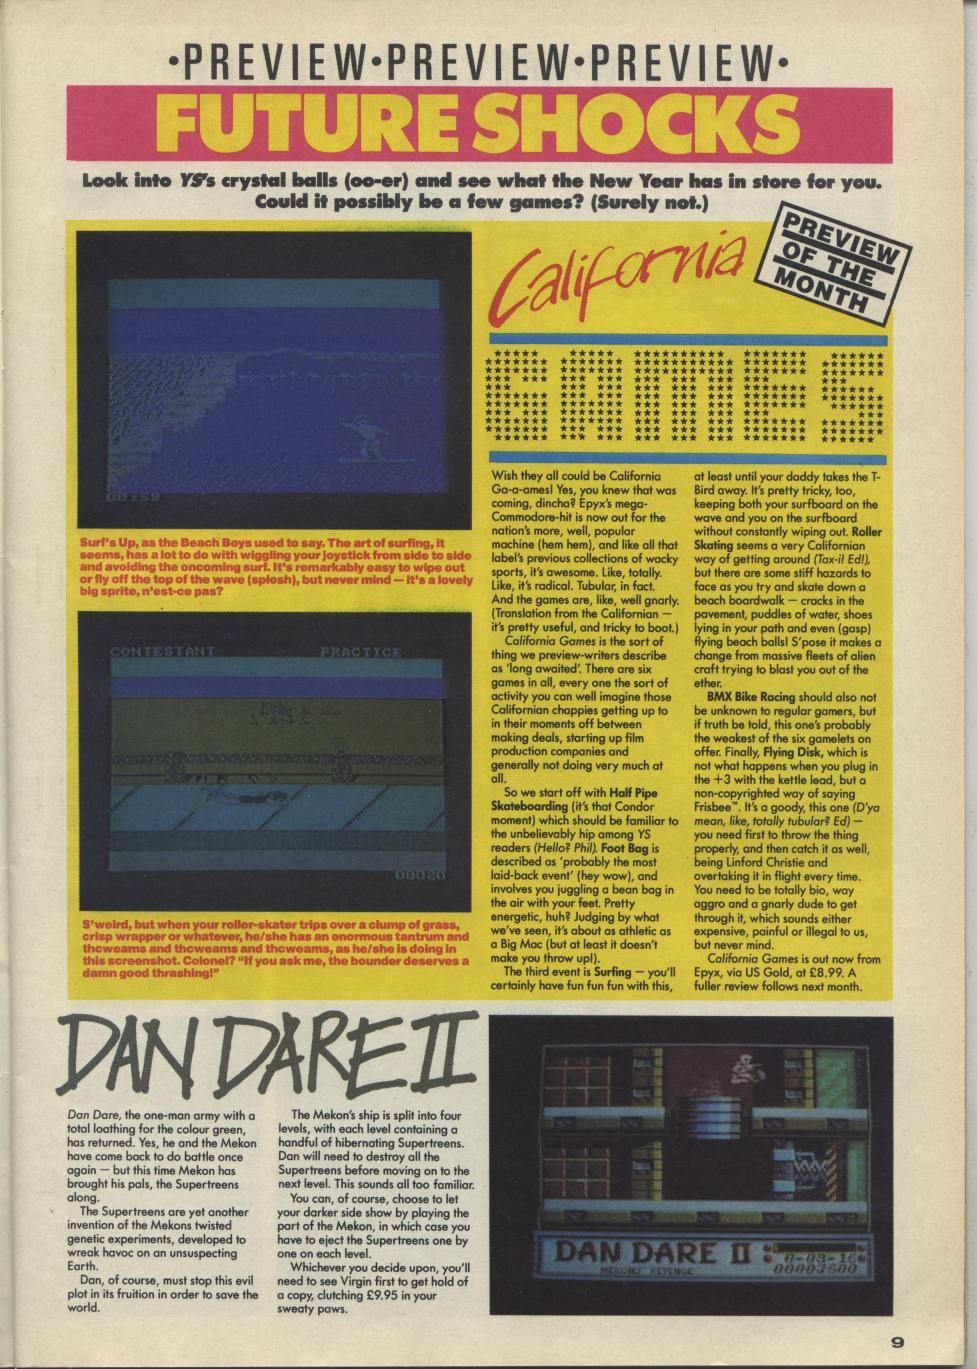 •PREVIEW•PREVIEW•PREVIEW•
FUTURE SHOCKS
Look into YS's crystal balls (oo-er) and see what the New Year has in store for you.
Could it possibly be a few games? (Surely not.)
00:59
Surf's Up, as the Beach Boys used to say. The art of surfing, it
seems, has a lot to do with wiggling your joystick from side to side
and avoiding the oncoming surf. It's remarkably easy to wipe out
or fly off the top of the wave (splosh), but never mind — it's a lovely
big sprite, n'est-ce pas?
CONTESTANT PRACTICE
00020
S'weird, but when your roller-skater trips over a clump of grass,
crisp wrapper or whatever, he/she has an enormous tantrum and
thcweams and thcweams and thcweams, as he/she is doing in
this screenshot. Colonel? "If you ask me, the bounder deserves a
damn good thrashing!"
California
PREVIEW
OF THE
MONTH
GAMES
Wish they all could be California
Ga-a-ames! Yes, you knew that was
coming, dincha? Epyx's mega-
Commodore-hit is now out for the
nation's more, well, popular
machine (hem hem), and like all that
label's previous collections of wacky
sports, it's awesome. Like, totally.
Like, it's radical. Tubular, in fact.
And the games are, like, well gnarly.
(Translation from the Californian —
it's pretty useful, and tricky to boot.)
California Games is the sort of
thing we preview-writers describe
as 'long awaited'. There are six
games in all, every one the sort of
activity you can well imagine those
Californian chappies getting up to
in their moments off between
making deals, starting up film
production companies and
generally not doing very much at
all.
So we start off with Half Pipe
Skateboarding (it's that Condor
moment) which should be familiar to
the unbelievably hip among YS
readers (Hello? Phil). Foot Bag is
described as 'probably the most
laid-back event' (hey wow), and
involves you juggling a bean bag in
the air with your feet. Pretty
energetic, huh? Judging by what
we've seen, it's about as athletic as
a Big Mac (but at least it doesn't
make you throw up!).
The third event is Surfing — you'll
certainly have fun fun fun with this,
at least until your daddy takes the T-
Bird away. It's pretty tricky, too,
keeping both your surfboard on the
wave and you on the surfboard
without constantly wiping out. Roller
Skating seems a very Californian
way of getting around (Tax-i! Ed!),
but there are some stiff hazards to
face as you try and skate down a
beach boardwalk — cracks in the
pavement, puddles of water, shoes
lying in your path and even (gasp)
flying beach balls! S'pose it makes a
change from massive fleets of alien
craft trying to blast you out of the
ether.
BMX Bike Racing should also not
be unknown to regular gamers, but
if truth be told, this one's probably
the weakest of the six gamelets on
offer. Finally, Flying Disk, which is
not what happens when you plug in
the +3 with the kettle lead, but a
non-copyrighted way of saying
Frisbee™. It's a goody, this one (D'ya
mean, like, totally tubular? Ed) —
you need first to throw the thing
properly, and then catch it as well,
being Linford Christie and
overtaking it in flight every time.
You need to be totally bio, way
aggro and a gnarly dude to get
through it, which sounds either
expensive, painful or illegal to us,
but never mind.
California Games is out now from
Epyx, via US Gold, at £8.99. A
fuller review follows next month.
DAN DARE II
Dan Dare, the one-man army with a
total loathing for the colour green,
has returned. Yes, he and the Mekon
have come back to do battle once
again — but this time Mekon has
brought his pals, the Supertreens
along.
The Supertreens are yet another
invention of the Mekons twisted
genetic experiments, developed to
wreak havoc on an unsuspecting
Earth.
Dan, of course, must stop this evil
plot in its fruition in order to save the
world.
The Mekon's ship is split into four
levels, with each level containing a
handful of hibernating Supertreens.
Dan will need to destroy all the
Supertreens before moving on to the
next level. This sounds all too familiar.
You can, of course, choose to let
your darker side show by playing the
part of the Mekon, in which case you
have to eject the Supertreens one by
one on each level.
Whichever you decide upon, you'll
need to see Virgin first to get hold of
a copy, clutching £9.95 in your
sweaty paws.
DAN DARE II
MEKONS REVENGE
0-03-16
00003500
9